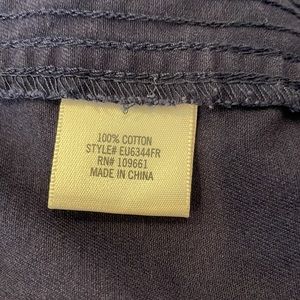 100% COTTON
STYLE# EU6344FR
RN# 109661
MADE IN CHINA